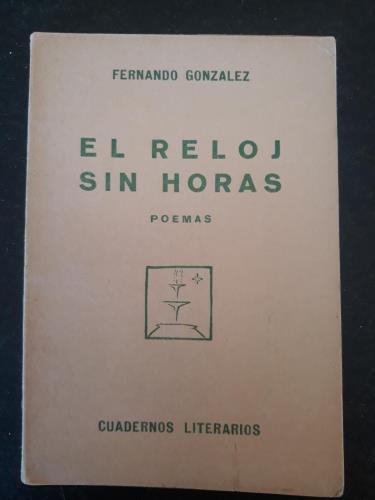 FERNANDO GONZALEZ
EL RELOJ
SIN HORAS
POEMAS
CUADERNOS LITERARIOS